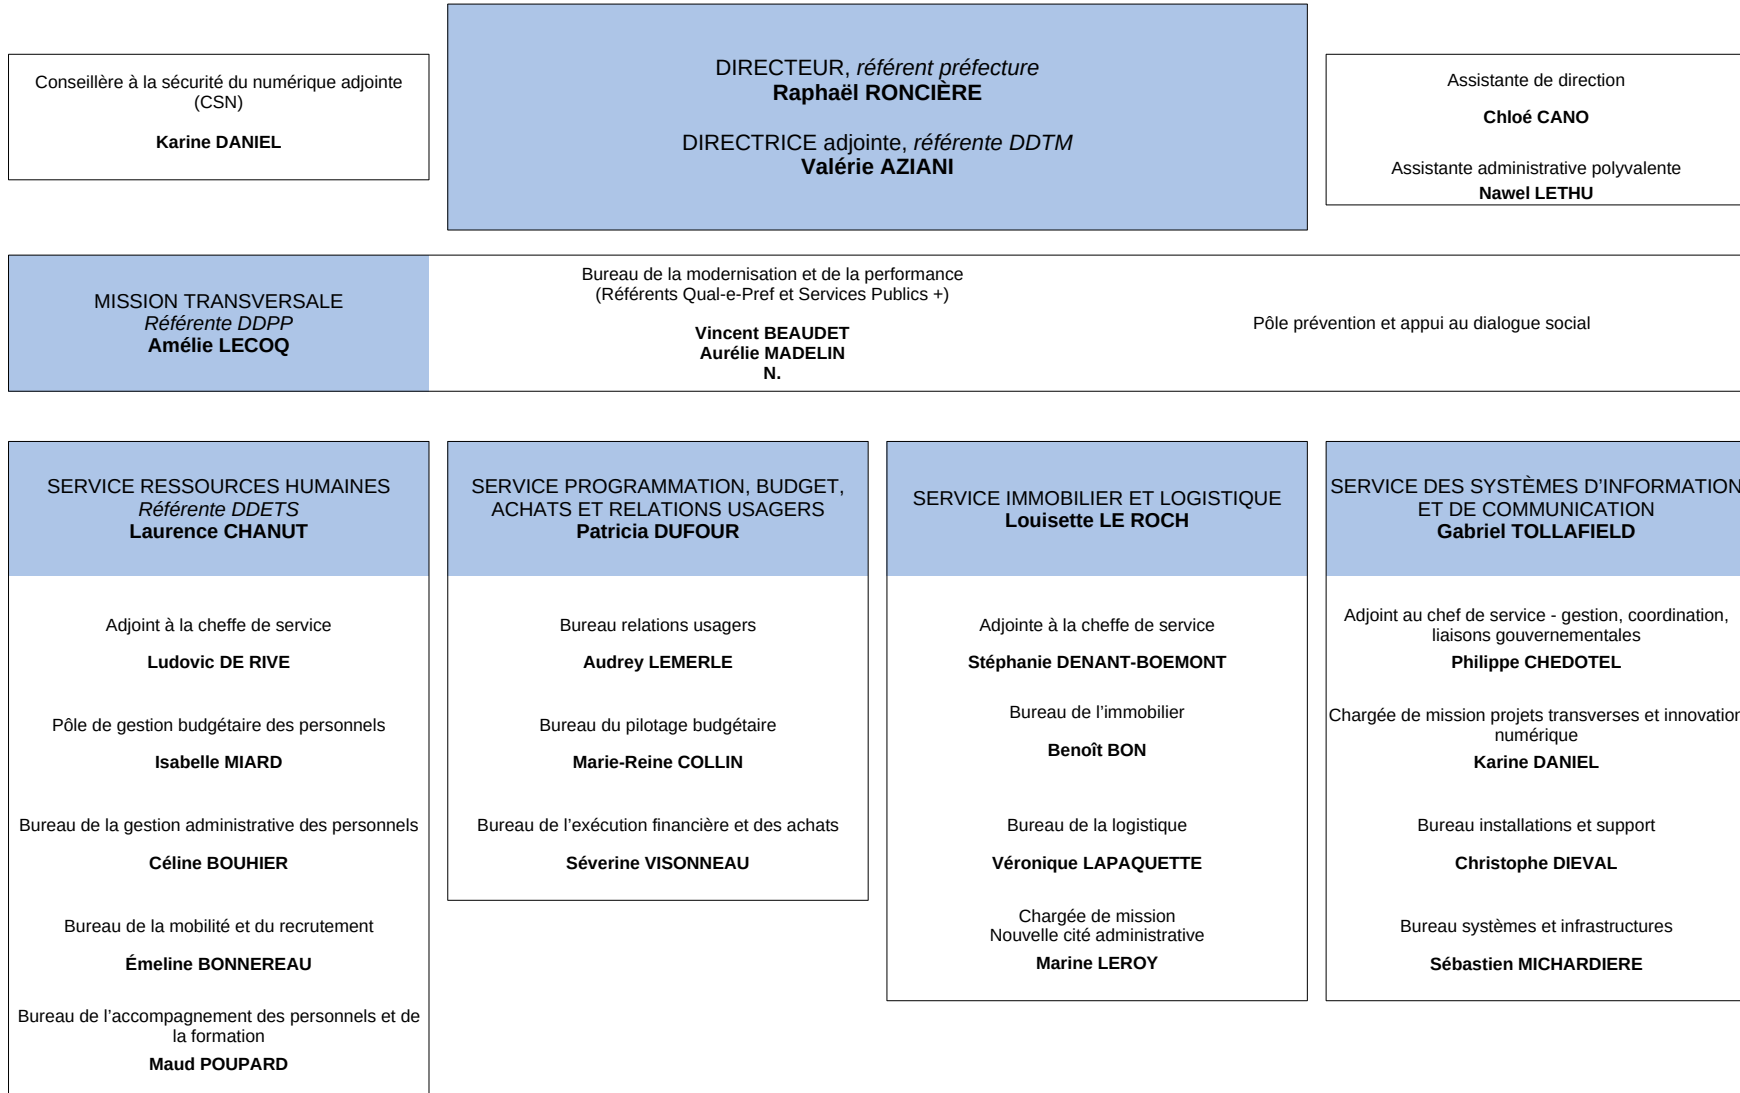 Conseillère à la sécurité du numérique adjointe
(CSN)
Karine DANIEL
DIRECTEUR, référent préfecture
Raphaël RONCIÈRE
DIRECTRICE adjointe, référente DDTM
Valérie AZIANI
Assistante de direction
Chloé CANO
Assistante administrative polyvalente
Nawel LETHU
MISSION TRANSVERSALE
Référente DDPP
Amélie LECOQ
Bureau de la modernisation et de la performance
(Référents Qual-e-Pref et Services Publics +)
Vincent BEAUDET
Aurélie MADELIN
N.
Pôle prévention et appui au dialogue social
SERVICE RESSOURCES HUMAINES
Référente DDETS
Laurence CHANUT
Adjoint à la cheffe de service
Ludovic DE RIVE
Pôle de gestion budgétaire des personnels
Isabelle MIARD
Bureau de la gestion administrative des personnels
Céline BOUHIER
Bureau de la mobilité et du recrutement
Émeline BONNEREAU
Bureau de l’accompagnement des personnels et de
la formation
Maud POUPARD
SERVICE PROGRAMMATION, BUDGET,
ACHATS ET RELATIONS USAGERS
Patricia DUFOUR
Bureau relations usagers
Audrey LEMERLE
Bureau du pilotage budgétaire
Marie-Reine COLLIN
Bureau de l’exécution financière et des achats
Séverine VISONNEAU
SERVICE IMMOBILIER ET LOGISTIQUE
Louisette LE ROCH
Adjointe à la cheffe de service
Stéphanie DENANT-BOEMONT
Bureau de l’immobilier
Benoît BON
Bureau de la logistique
Véronique LAPAQUETTE
Chargée de mission
Nouvelle cité administrative
Marine LEROY
SERVICE DES SYSTÈMES D’INFORMATION
ET DE COMMUNICATION
Gabriel TOLLAFIELD
Adjoint au chef de service - gestion, coordination,
liaisons gouvernementales
Philippe CHEDOTEL
Chargée de mission projets transverses et innovation
numérique
Karine DANIEL
Bureau installations et support
Christophe DIEVAL
Bureau systèmes et infrastructures
Sébastien MICHARDIERE